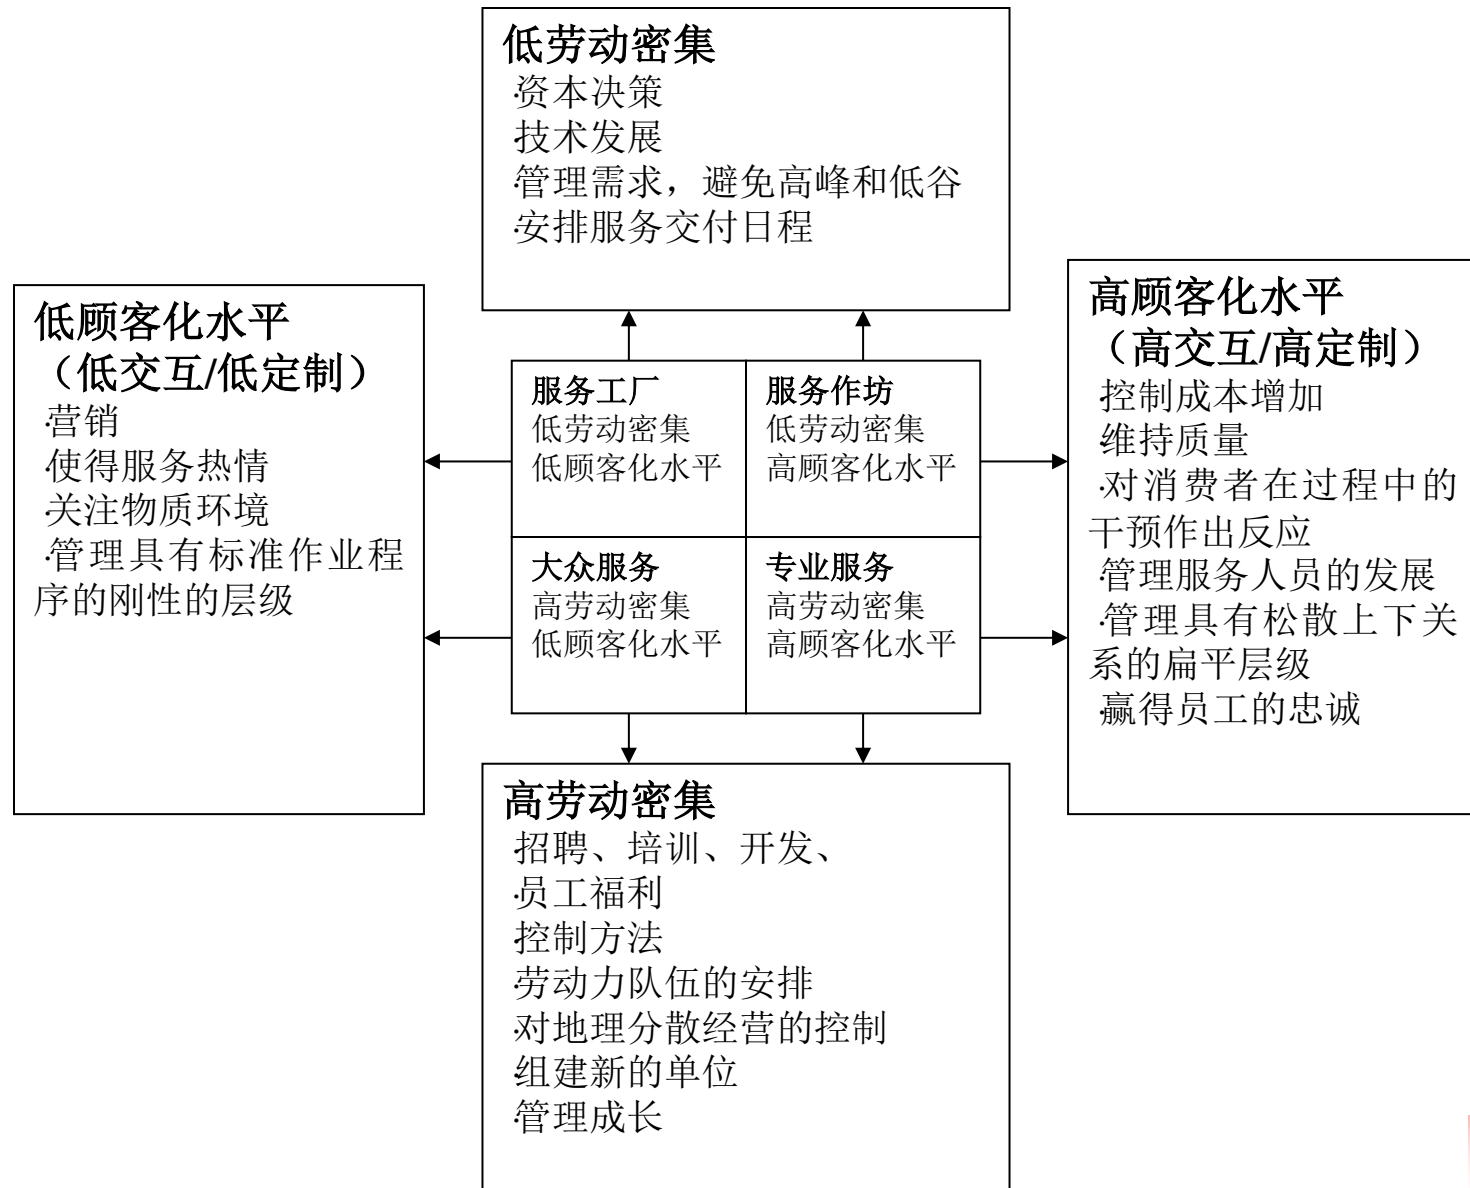 低劳动密集
·资本决策
·技术发展
·管理需求，避免高峰和低谷
·安排服务交付日程
低顾客化水平
（低交互/低定制）
·营销
·使得服务热情
·关注物质环境
·管理具有标准作业程
序的刚性的层级
服务工厂
低劳动密集
低顾客化水平
服务作坊
低劳动密集
高顾客化水平
大众服务
高劳动密集
低顾客化水平
专业服务
高劳动密集
高顾客化水平
高顾客化水平
（高交互/高定制）
·控制成本增加
·维持质量
·对消费者在过程中的
干预作出反应
·管理服务人员的发展
·管理具有松散上下关
系的扁平层级
·赢得员工的忠诚
高劳动密集
·招聘、培训、开发、
·员工福利
·控制方法
·劳动力队伍的安排
·对地理分散经营的控制
·组建新的单位
·管理成长